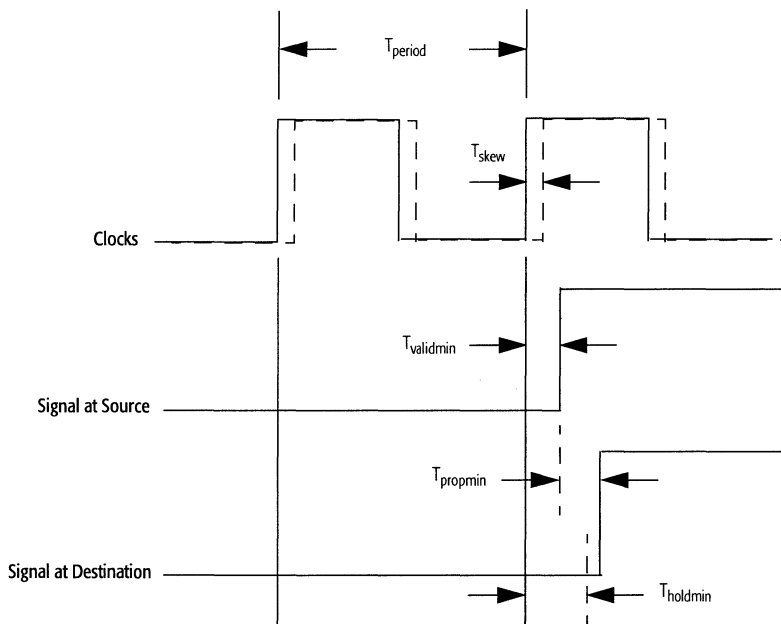 Tperiod
Tskew
Clocks
Tvalidmin
Signal at Source
Tpropmin
Signal at Destination
Tholdmin